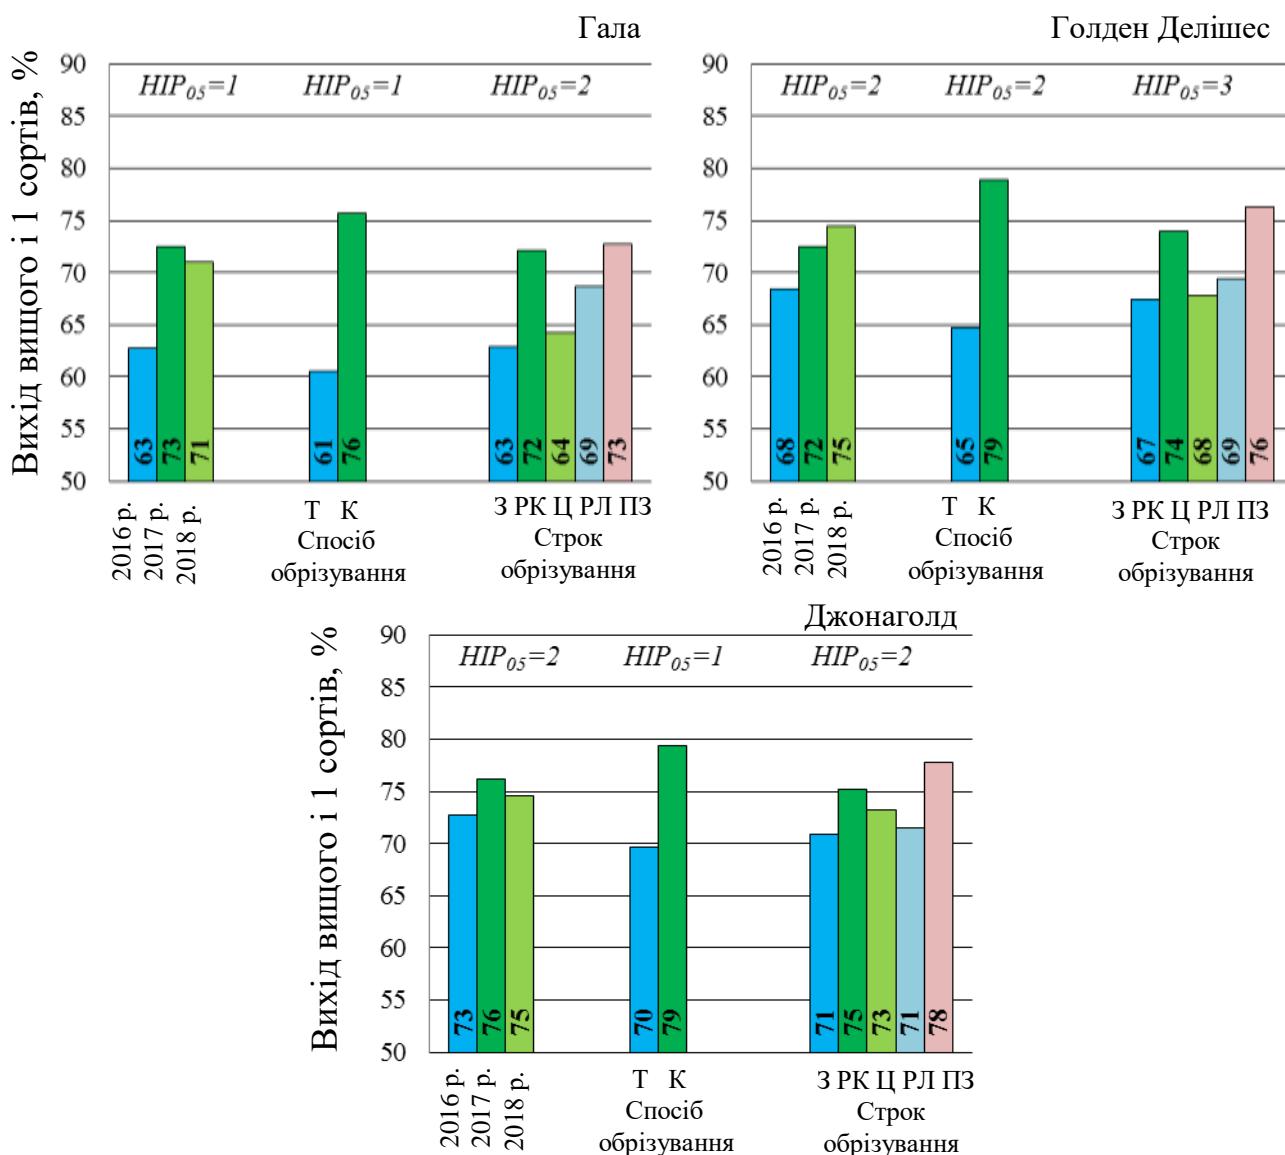 Гала
Вихід вищого і 1 сортів, %
90
85
80
75
70
65
60
55
50
НІР05=1
НІР05=1
НІР05=2
63
73
71
61
76
63
72
64
69
73
2016 р.
2017 р.
2018 р.
Т К
Спосіб
обрізування
З РК Ц РЛ ПЗ
Строк
обрізування
Голден Делішес
90
85
80
75
70
65
60
55
50
НІР05=2
НІР05=2
НІР05=3
68
72
75
65
79
67
74
68
69
76
2016 р.
2017 р.
2018 р.
Т К
Спосіб
обрізування
З РК Ц РЛ ПЗ
Строк
обрізування
Джонаголд
Вихід вищого і 1 сортів, %
90
85
80
75
70
65
60
55
50
НІР05=2
НІР05=1
НІР05=2
73
76
75
70
79
71
75
73
71
78
2016 р.
2017 р.
2018 р.
Т К
Спосіб
обрізування
З РК Ц РЛ ПЗ
Строк
обрізування